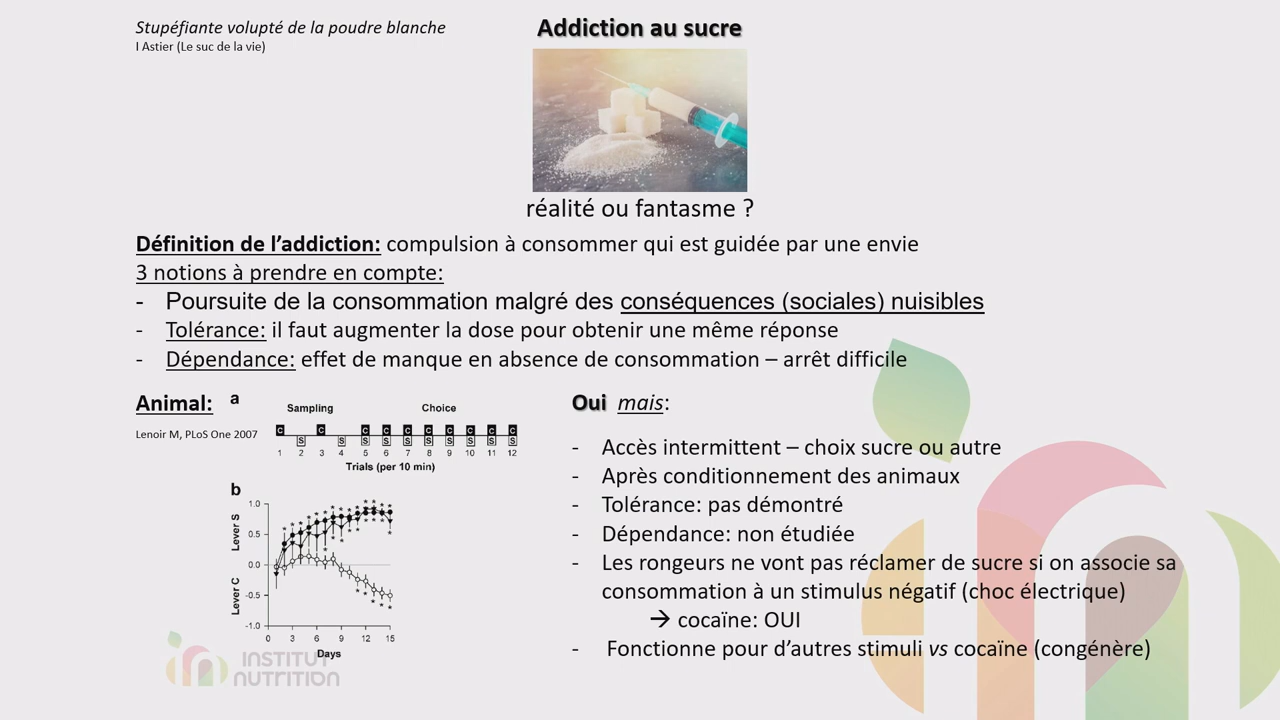 Stupéfiante volupté de la poudre blanche
I Astier (Le suc de la vie)
Addiction au sucre
réalité ou fantasme ?
Définition de l’addiction: compulsion à consommer qui est guidée par une envie
3 notions à prendre en compte:
- Poursuite de la consommation malgré des conséquences (sociales) nuisibles
- Tolérance: il faut augmenter la dose pour obtenir une même réponse
- Dépendance: effet de manque en absence de consommation – arrêt difficile
Animal:
Lenoir M, PLoS One 2007
a
Sampling Choice
C C C C C C C C C C
S S S S S S S S S S
1 2 3 4 5 6 7 8 9 10 11 12
Trials (per 10 min)
b
Lever S
Lever C
1.0
0.5
0.0
-0.5
-1.0
0 3 6 9 12 15
Days
Oui mais:
- Accès intermittent – choix sucre ou autre
- Après conditionnement des animaux
- Tolérance: pas démontré
- Dépendance: non étudiée
- Les rongeurs ne vont pas réclamer de sucre si on associe sa
consommation à un stimulus négatif (choc électrique)
→ cocaïne: OUI
- Fonctionne pour d’autres stimuli vs cocaïne (congénère)
INSTITUT
NUTRITION